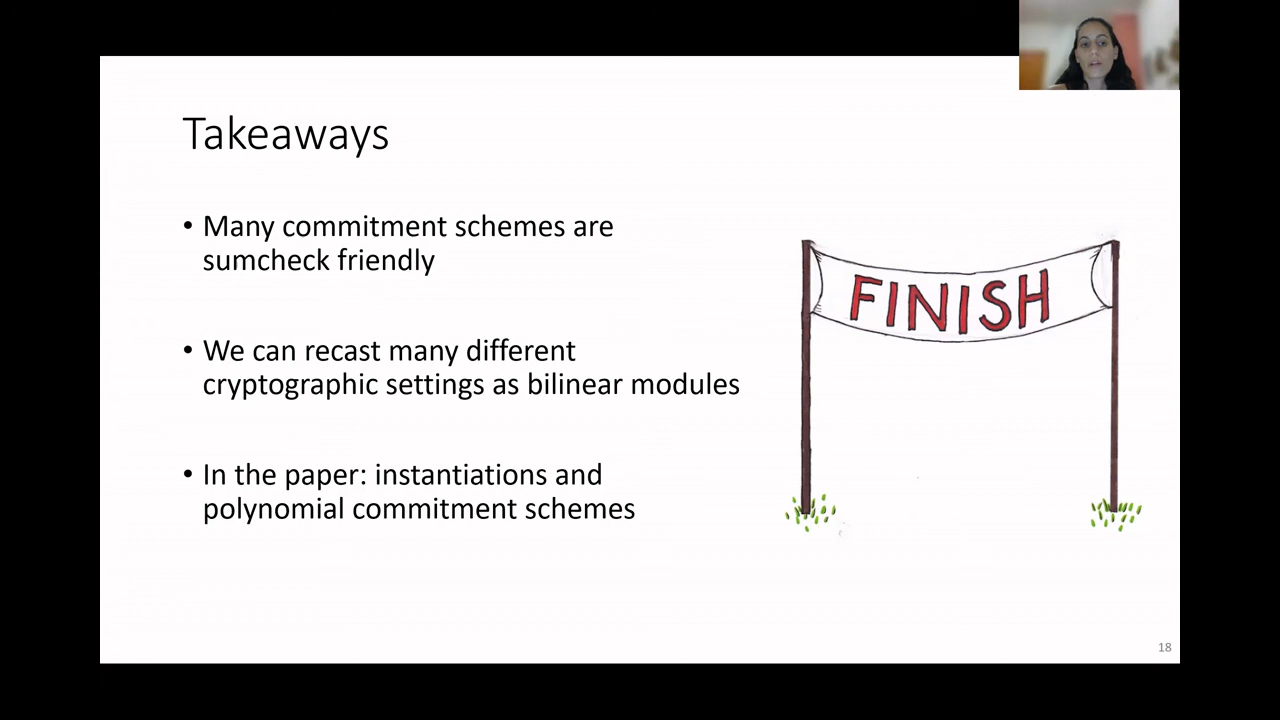 Takeaways
• Many commitment schemes are
sumcheck friendly
• We can recast many different
cryptographic settings as bilinear modules
• In the paper: instantiations and
polynomial commitment schemes
FINISH
18